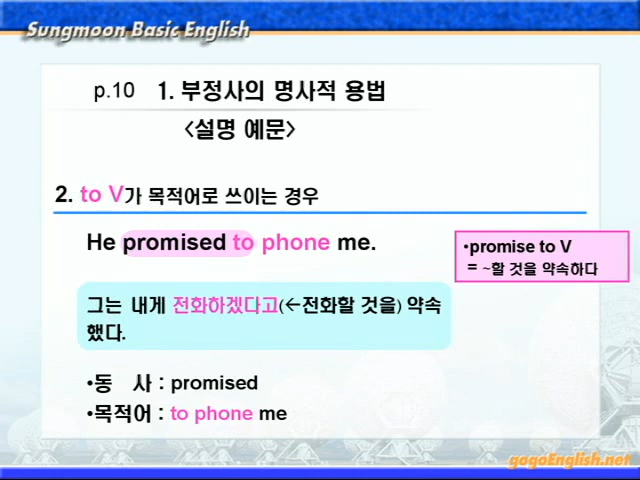 Sungmoon Basic English
p.10 1. 부정사의 명사적 용법
<설명 예문>
2. to V가 목적어로 쓰이는 경우
He promised to phone me.
•promise to V
= ~할 것을 약속하다
그는 내게 전화하겠다고(←전화할 것을) 약속
했다.
•동 사 : promised
•목적어 : to phone me
gogoEnglish.net